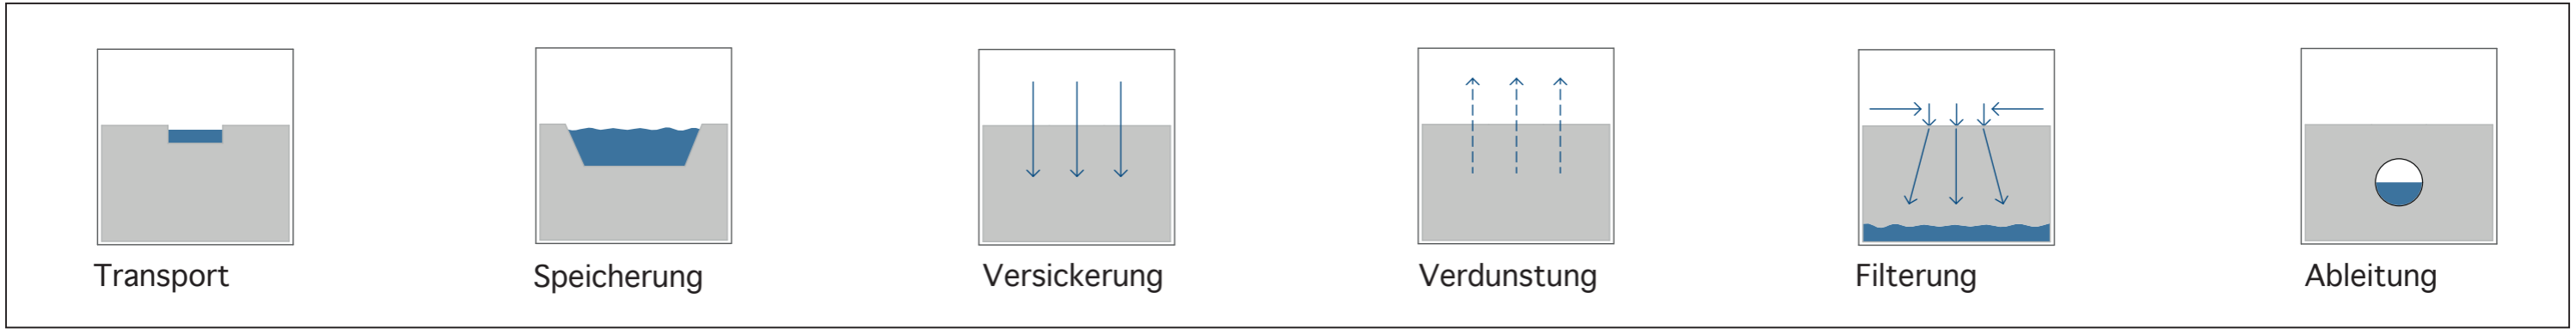 Transport
Speicherung
Versickerung
Verdunstung
Filterung
Ableitung